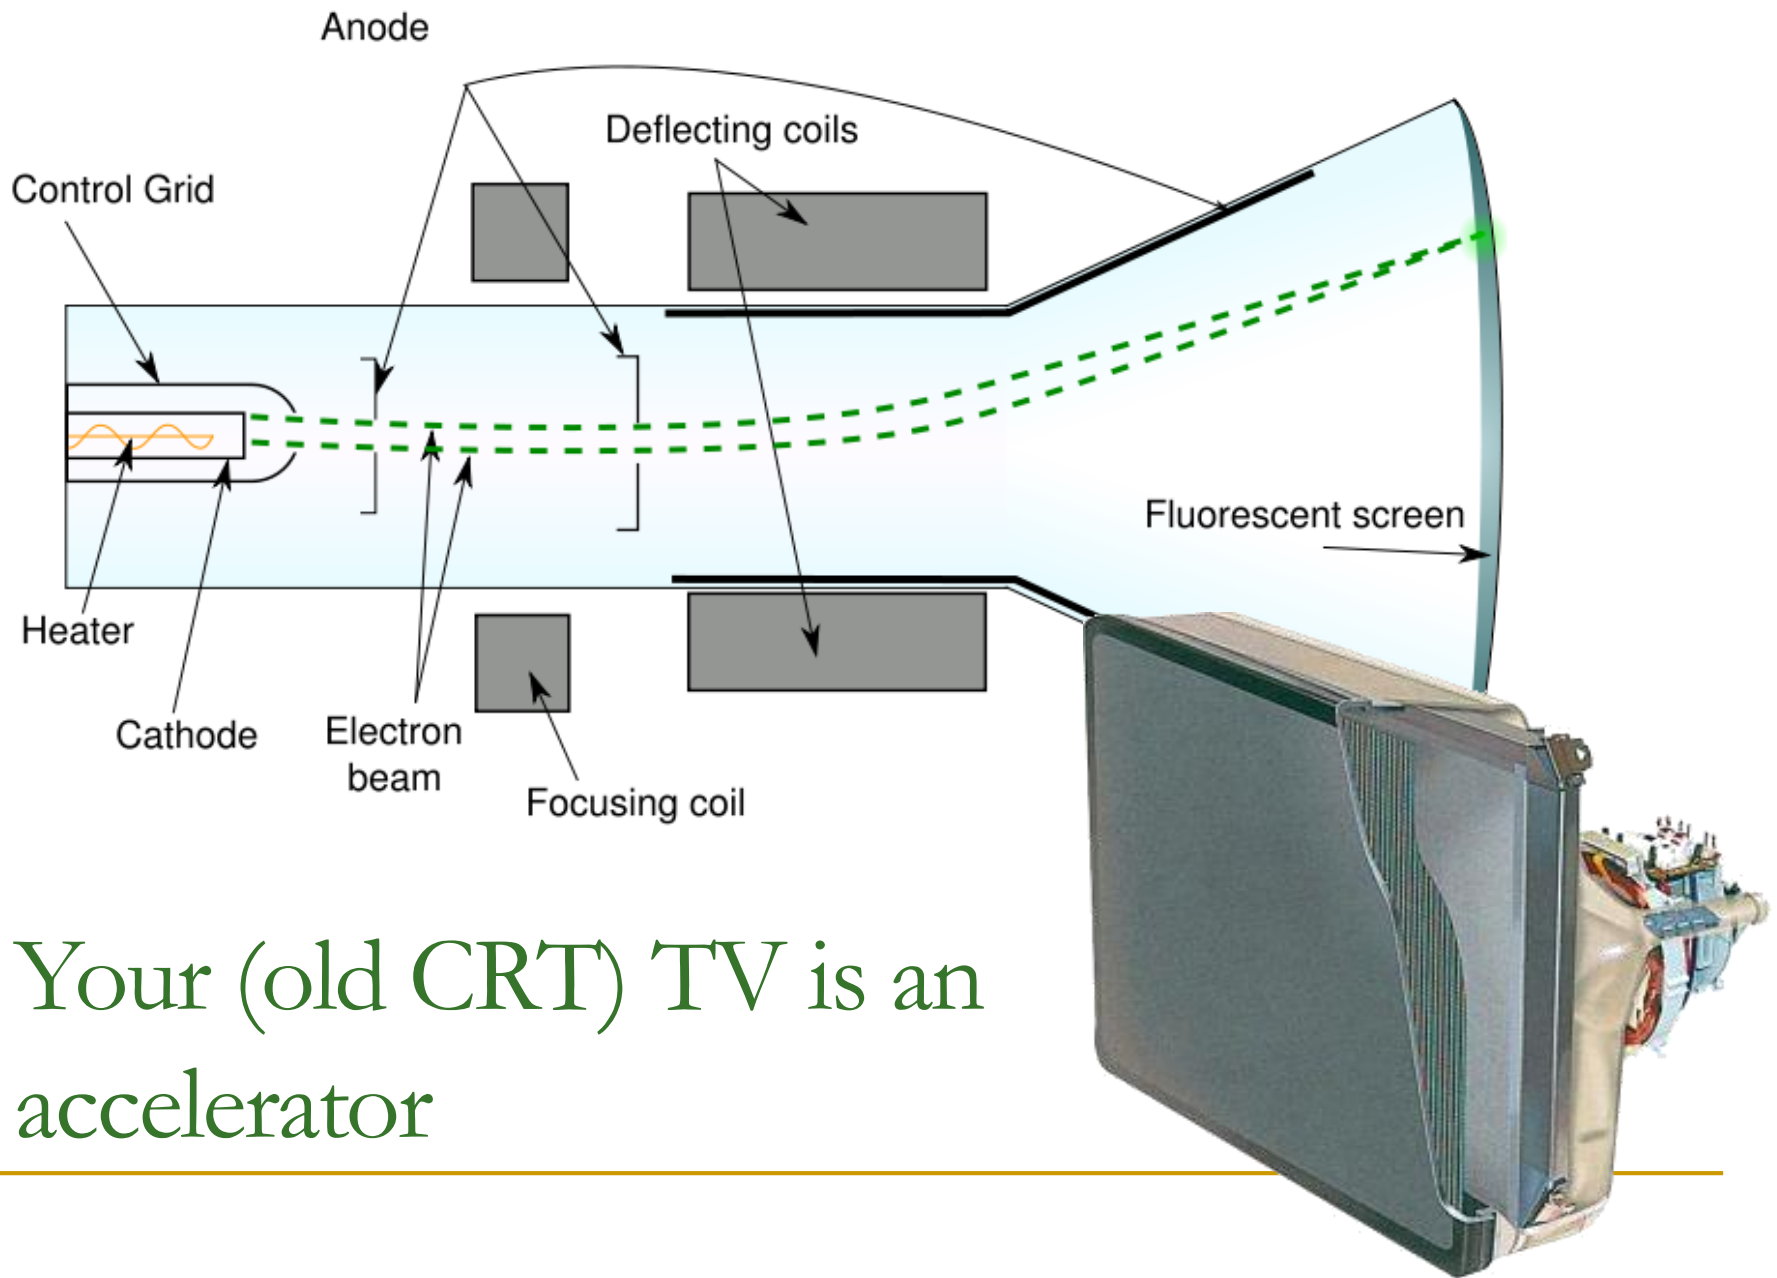 Anode
Deflecting coils
Control Grid
Fluorescent screen
Heater
Cathode
Electron
beam
Focusing coil
Your (old CRT) TV is an
accelerator